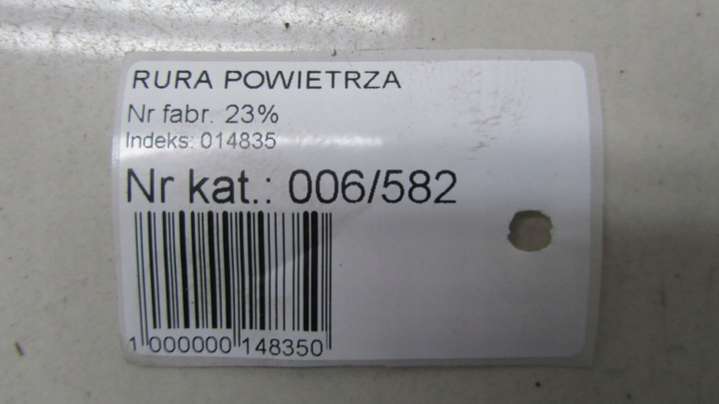 RURA POWIETRZA
Nr fabr. 23%
Indeks: 014835
Nr kat.: 006/582
1 000000 148350